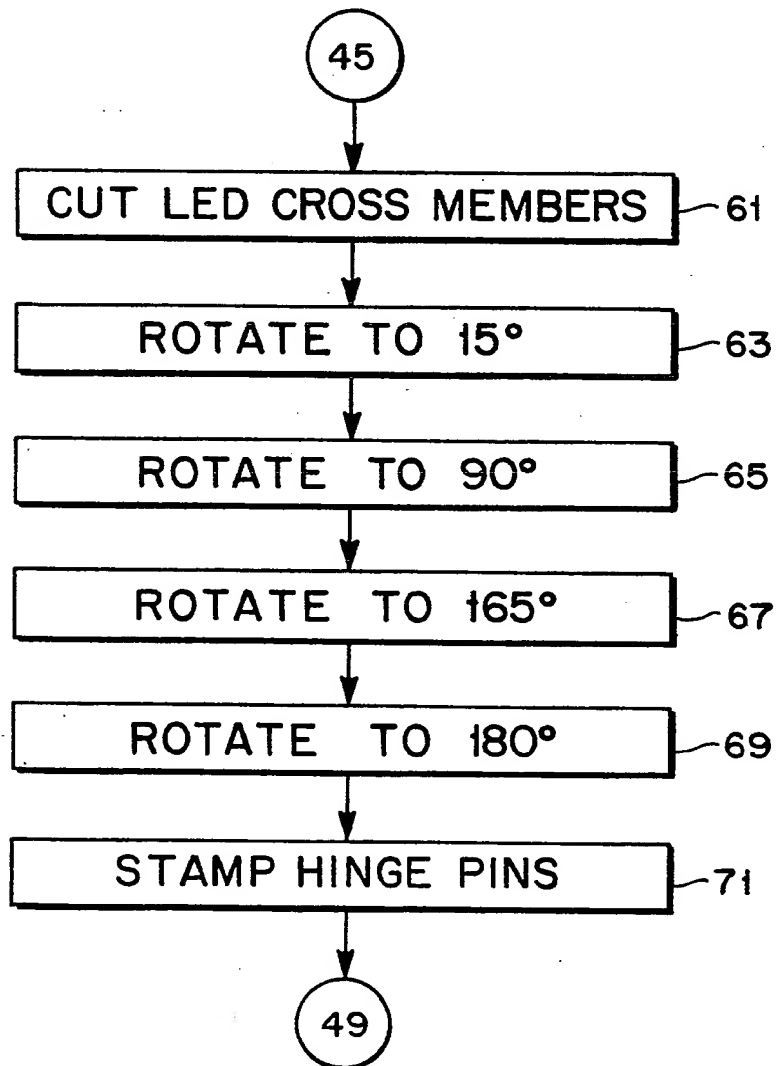 45
CUT LED CROSS MEMBERS 61
ROTATE TO 15° 63
ROTATE TO 90° 65
ROTATE TO 165° 67
ROTATE TO 180° 69
STAMP HINGE PINS 71
49